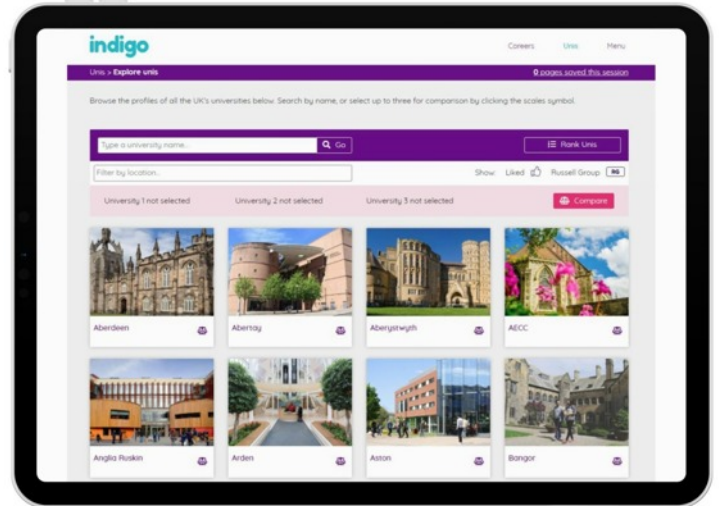 indigo
Careers Unis Menu
Unis > Explore unis
0 pages saved this session
Browse the profiles of all the UK's universities below. Search by name, or select up to three for comparison by clicking the scales symbol.
Type a university name...
Go
Rank Unis
Filter by location...
Show: Liked Russell Group RG
University 1 not selected University 2 not selected University 3 not selected Compare
Aberdeen Abertay Aberystwyth AECC
Anglia Ruskin Arden Aston Bangor